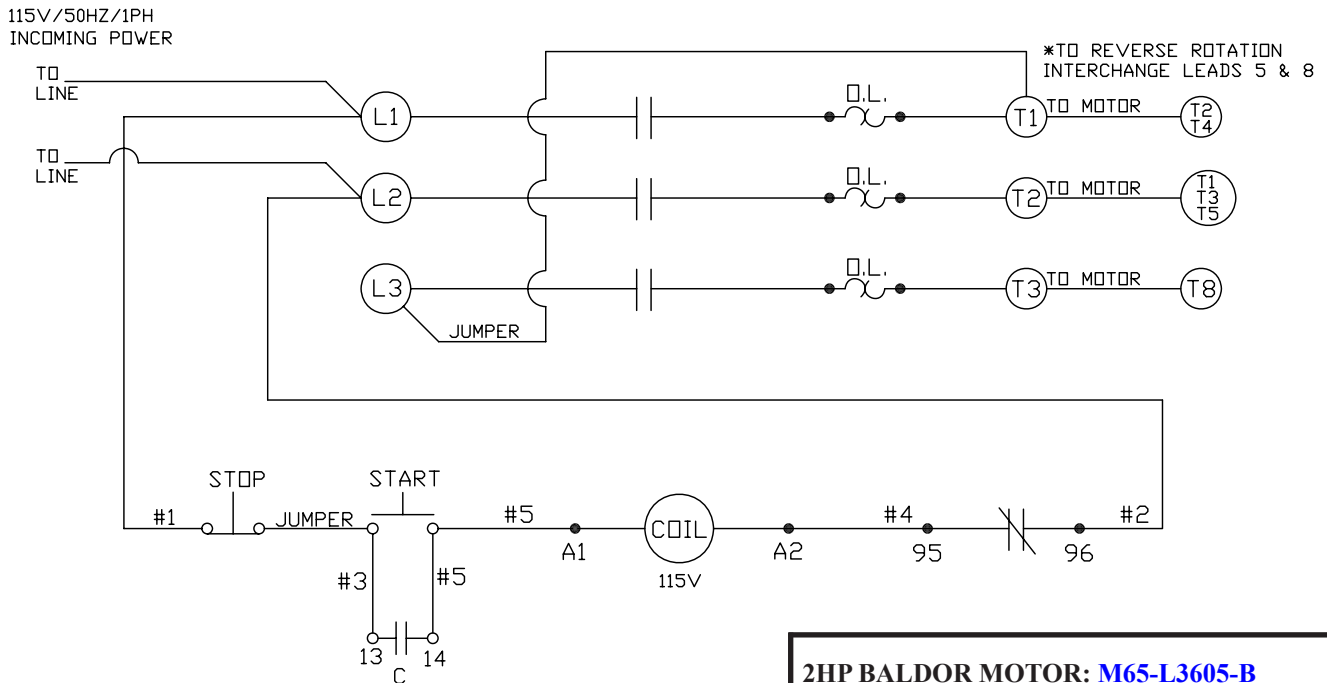 115V/50HZ/1PH
INCOMING POWER
TO
LINE
*TO REVERSE ROTATION
INTERCHANGE LEADS 5 & 8
L1
O.L.
T1
TO MOTOR
T2
T4
TO
LINE
L2
O.L.
T2
TO MOTOR
T1
T3
T5
L3
O.L.
T3
TO MOTOR
T8
JUMPER
STOP
START
#1
JUMPER
#5
A1
COIL
115V
A2
#4
95
96
#2
#3
#5
13
14
C
2HP BALDOR MOTOR: M65-L3605-B